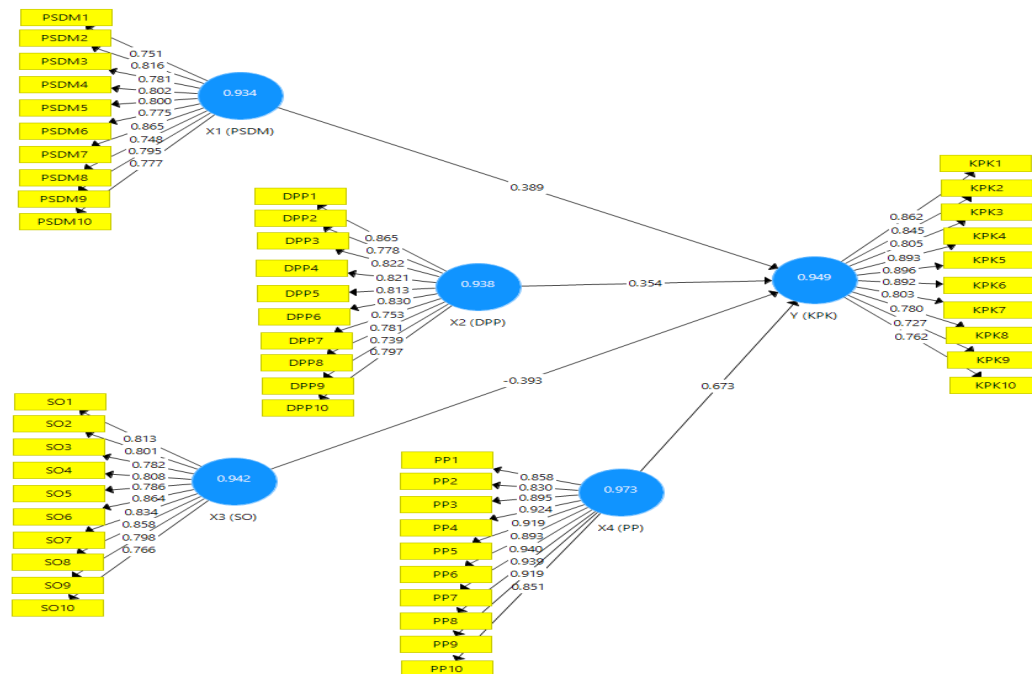 PSDM1
PSDM2
PSDM3
PSDM4
PSDM5
PSDM6
PSDM7
PSDM8
PSDM9
PSDM10
0.751
0.816
0.781
0.802
0.800
0.775
0.865
0.748
0.795
0.777
0.934
X1 (PSDM)
0.389
DPP1
DPP2
DPP3
DPP4
DPP5
DPP6
DPP7
DPP8
DPP9
DPP10
0.865
0.778
0.822
0.821
0.813
0.830
0.753
0.781
0.739
0.797
0.938
X2 (DPP)
0.354
KPK1
KPK2
KPK3
KPK4
KPK5
KPK6
KPK7
KPK8
KPK9
KPK10
0.862
0.845
0.805
0.893
0.896
0.892
0.803
0.780
0.727
0.762
0.949
Y (KPK)
SO1
SO2
SO3
SO4
SO5
SO6
SO7
SO8
SO9
SO10
0.813
0.801
0.782
0.808
0.786
0.864
0.834
0.858
0.798
0.766
0.942
X3 (SO)
-0.393
PP1
PP2
PP3
PP4
PP5
PP6
PP7
PP8
PP9
PP10
0.858
0.830
0.895
0.924
0.919
0.893
0.940
0.939
0.919
0.851
0.973
X4 (PP)
0.673